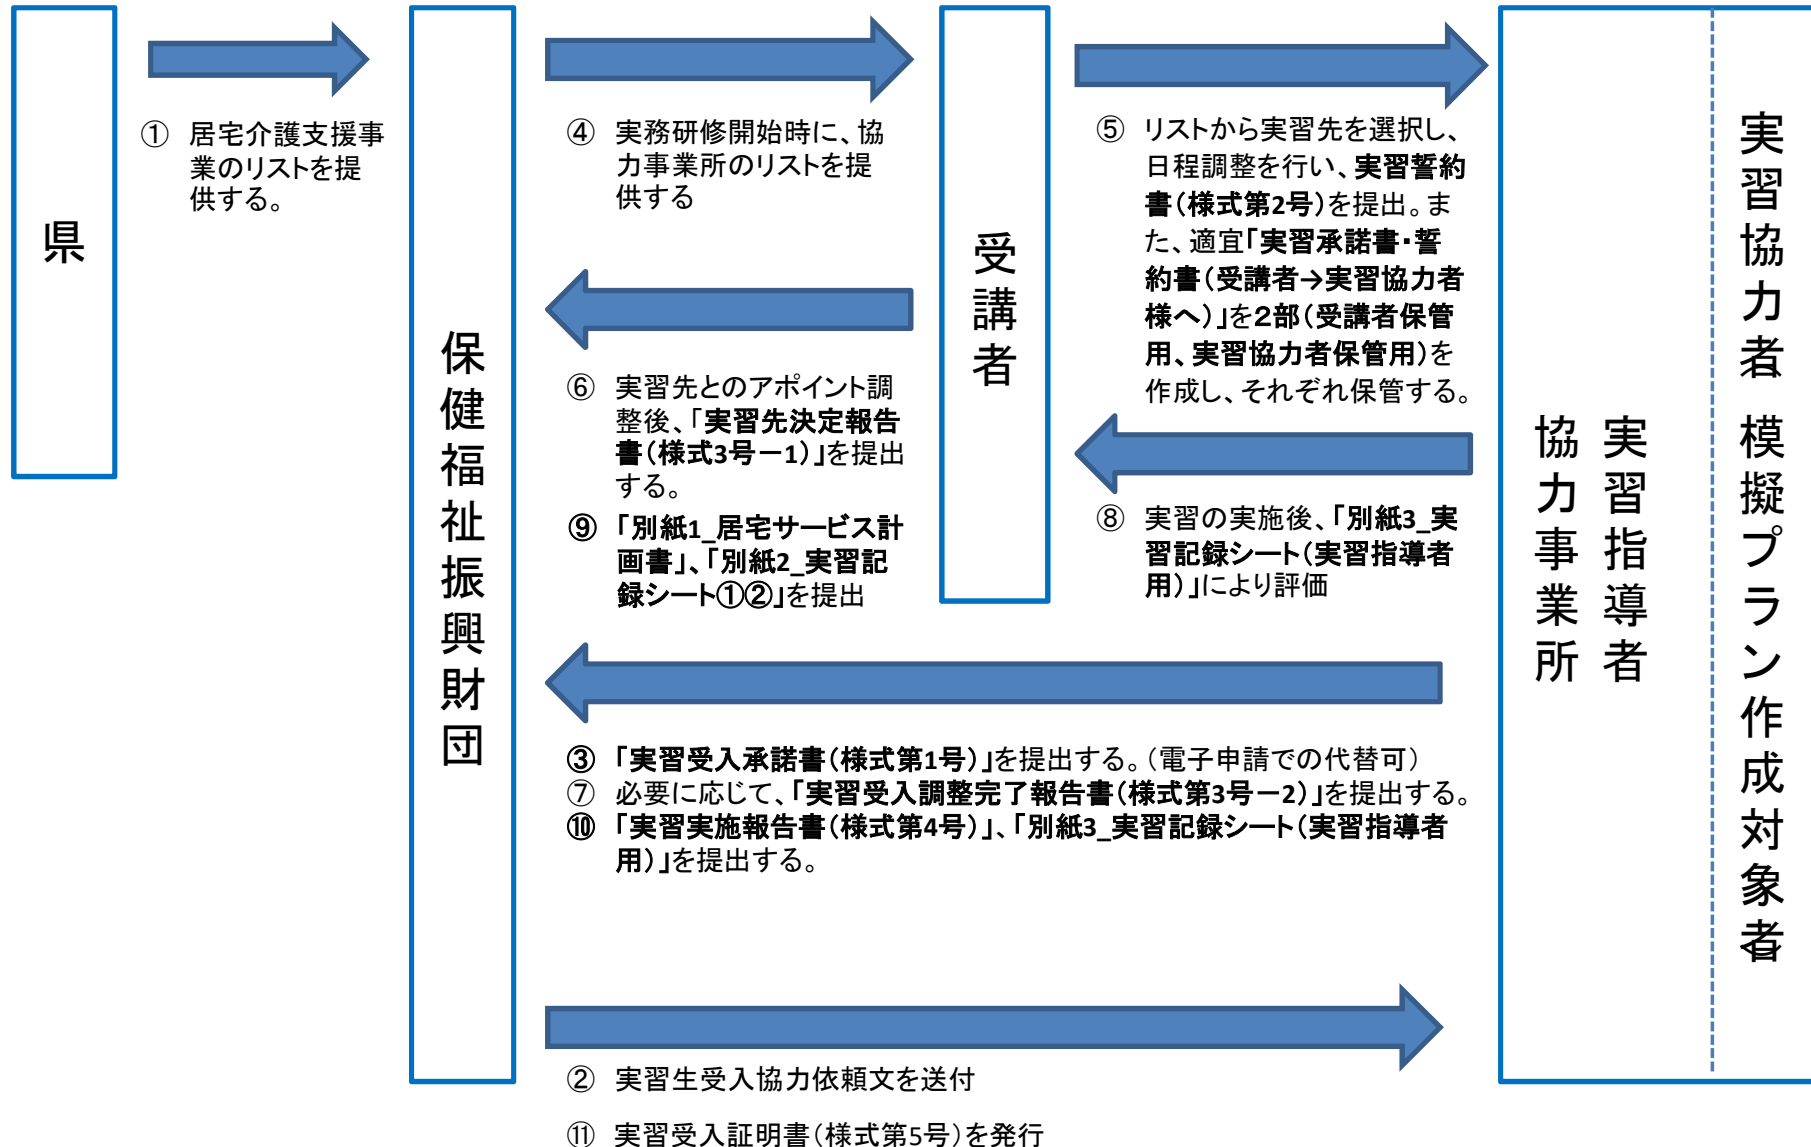 県
① 居宅介護支援事
業のリストを提
供する。
保健福祉振興財団
④ 実務研修開始時に、協
力事業所のリストを提
供する
⑥ 実習先とのアポイント調
整後、「実習先決定報告
書(様式3号ー1)」を提出
する。
⑨ 「別紙1_居宅サービス計
画書」、「別紙2_実習記
録シート①②」を提出
受講者
⑤ リストから実習先を選択し、
日程調整を行い、実習誓約
書(様式第2号)を提出。ま
た、適宜「実習承諾書・誓
約書(受講者→実習協力者
様へ)」を2部(受講者保管
用、実習協力者保管用)を
作成し、それぞれ保管する。
⑧ 実習の実施後、「別紙3_実
習記録シート(実習指導者
用)」により評価
③ 「実習受入承諾書(様式第1号)」を提出する。(電子申請での代替可)
⑦ 必要に応じて、「実習受入調整完了報告書(様式第3号ー2)」を提出する。
⑩ 「実習実施報告書(様式第4号)」、「別紙3_実習記録シート(実習指導者
用)」を提出する。
② 実習生受入協力依頼文を送付
⑪ 実習受入証明書(様式第5号)を発行
実習指導者
協力事業所
実習協力者 模擬プラン作成対象者